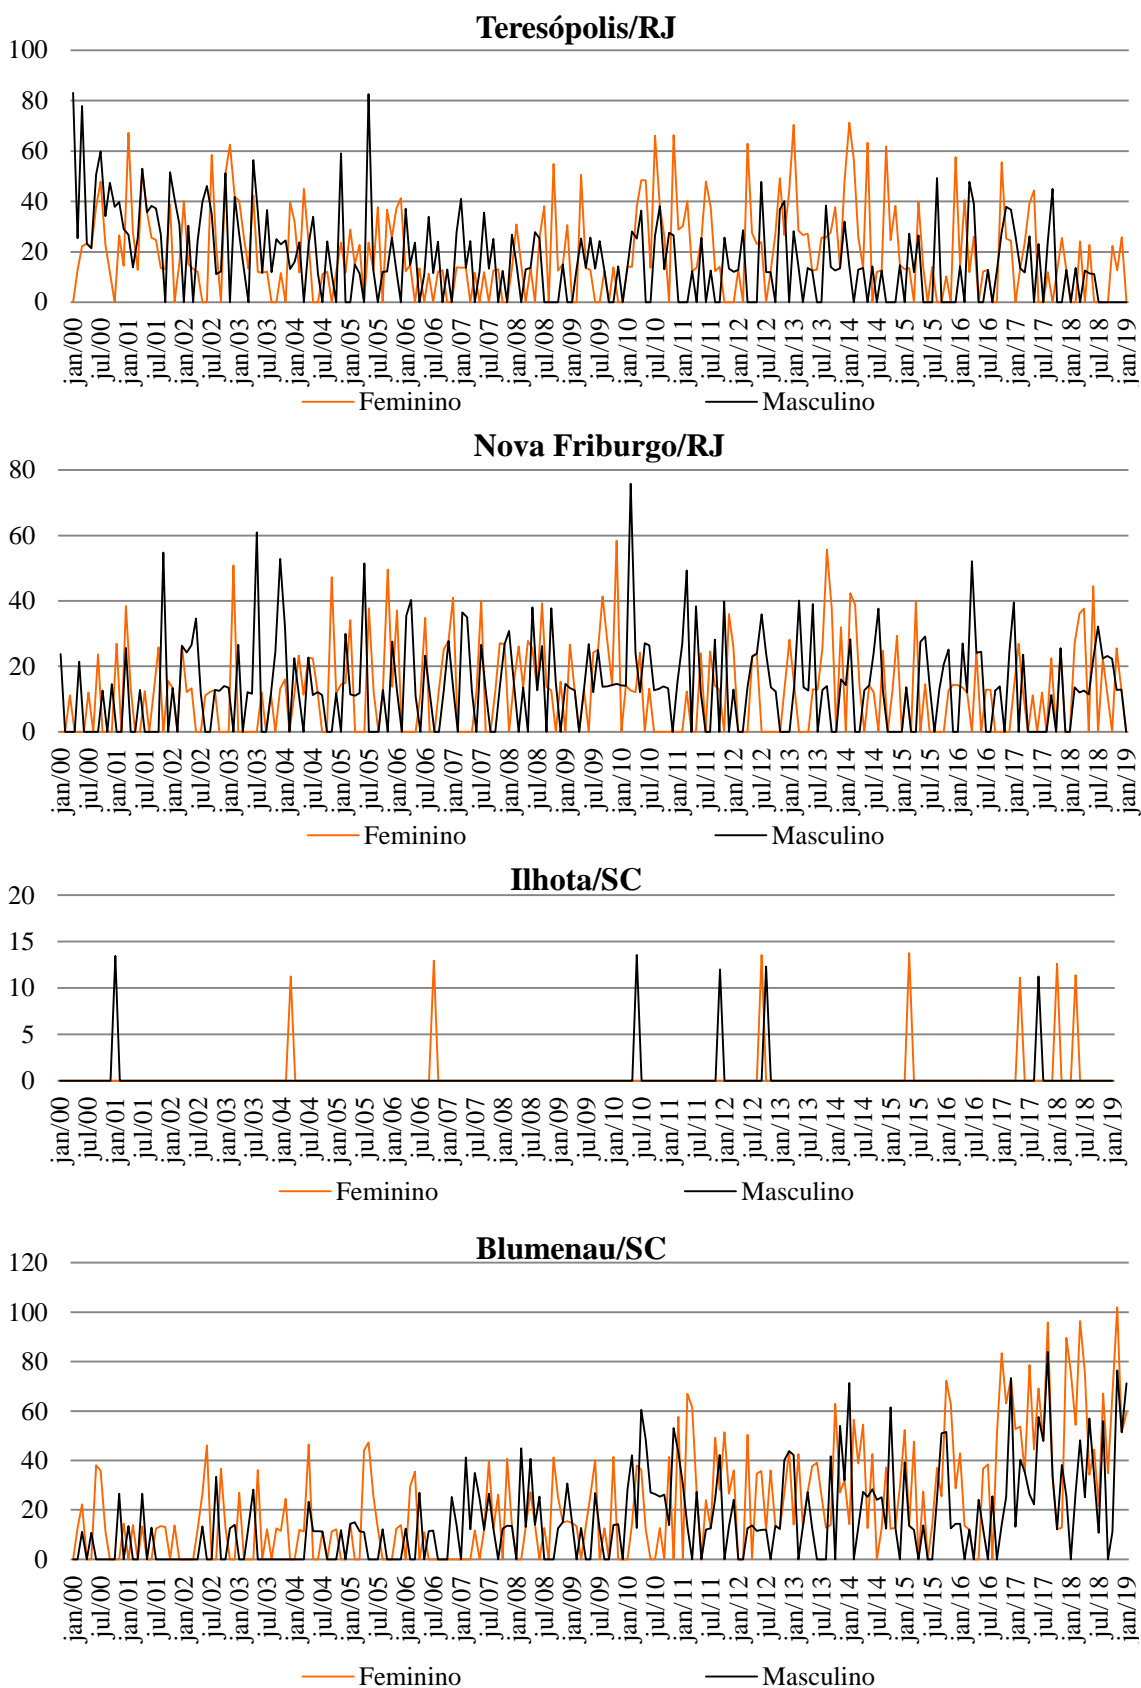 Teresópolis/RJ
100
80
60
40
20
0
jan/00 jul/00 jan/01 jul/01 jan/02 jul/02 jan/03 jul/03 jan/04 jul/04 jan/05 jul/05 jan/06 jul/06 jan/07 jul/07 jan/08 jul/08 jan/09 jul/09 jan/10 jul/10 jan/11 jul/11 jan/12 jul/12 jan/13 jul/13 jan/14 jul/14 jan/15 jul/15 jan/16 jul/16 jan/17 jul/17 jan/18 jul/18 jan/19
Feminino Masculino
Nova Friburgo/RJ
80
60
40
20
0
jan/00 jul/00 jan/01 jul/01 jan/02 jul/02 jan/03 jul/03 jan/04 jul/04 jan/05 jul/05 jan/06 jul/06 jan/07 jul/07 jan/08 jul/08 jan/09 jul/09 jan/10 jul/10 jan/11 jul/11 jan/12 jul/12 jan/13 jul/13 jan/14 jul/14 jan/15 jul/15 jan/16 jul/16 jan/17 jul/17 jan/18 jul/18 jan/19
Feminino Masculino
Ilhota/SC
20
15
10
5
0
jan/00 jul/00 jan/01 jul/01 jan/02 jul/02 jan/03 jul/03 jan/04 jul/04 jan/05 jul/05 jan/06 jul/06 jan/07 jul/07 jan/08 jul/08 jan/09 jul/09 jan/10 jul/10 jan/11 jul/11 jan/12 jul/12 jan/13 jul/13 jan/14 jul/14 jan/15 jul/15 jan/16 jul/16 jan/17 jul/17 jan/18 jul/18 jan/19
Feminino Masculino
Blumenau/SC
120
100
80
60
40
20
0
jan/00 jul/00 jan/01 jul/01 jan/02 jul/02 jan/03 jul/03 jan/04 jul/04 jan/05 jul/05 jan/06 jul/06 jan/07 jul/07 jan/08 jul/08 jan/09 jul/09 jan/10 jul/10 jan/11 jul/11 jan/12 jul/12 jan/13 jul/13 jan/14 jul/14 jan/15 jul/15 jan/16 jul/16 jan/17 jul/17 jan/18 jul/18 jan/19
Feminino Masculino